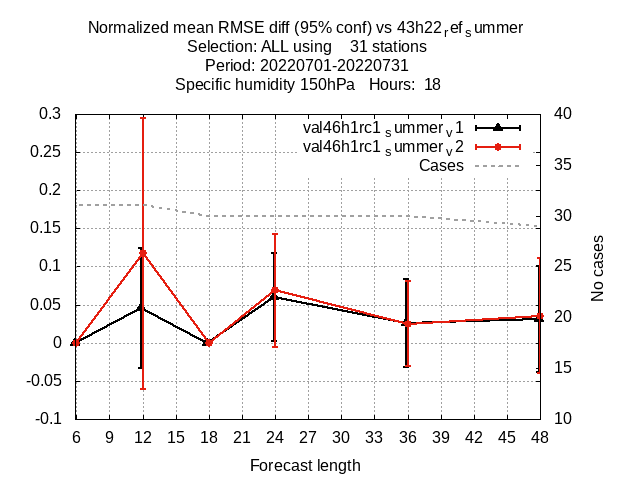 Normalized mean RMSE diff (95% conf) vs 43h22_ref_summer
Selection: ALL using 31 stations
Period: 20220701-20220731
Specific humidity 150hPa Hours: 18
0.3
0.25
0.2
0.15
0.1
0.05
0
-0.05
-0.1
40
35
30
25
20
15
10
val46h1rc1_summer_v1
val46h1rc1_summer_v2
Cases
No cases
6 9 12 15 18 21 24 27 30 33 36 39 42 45 48
Forecast length